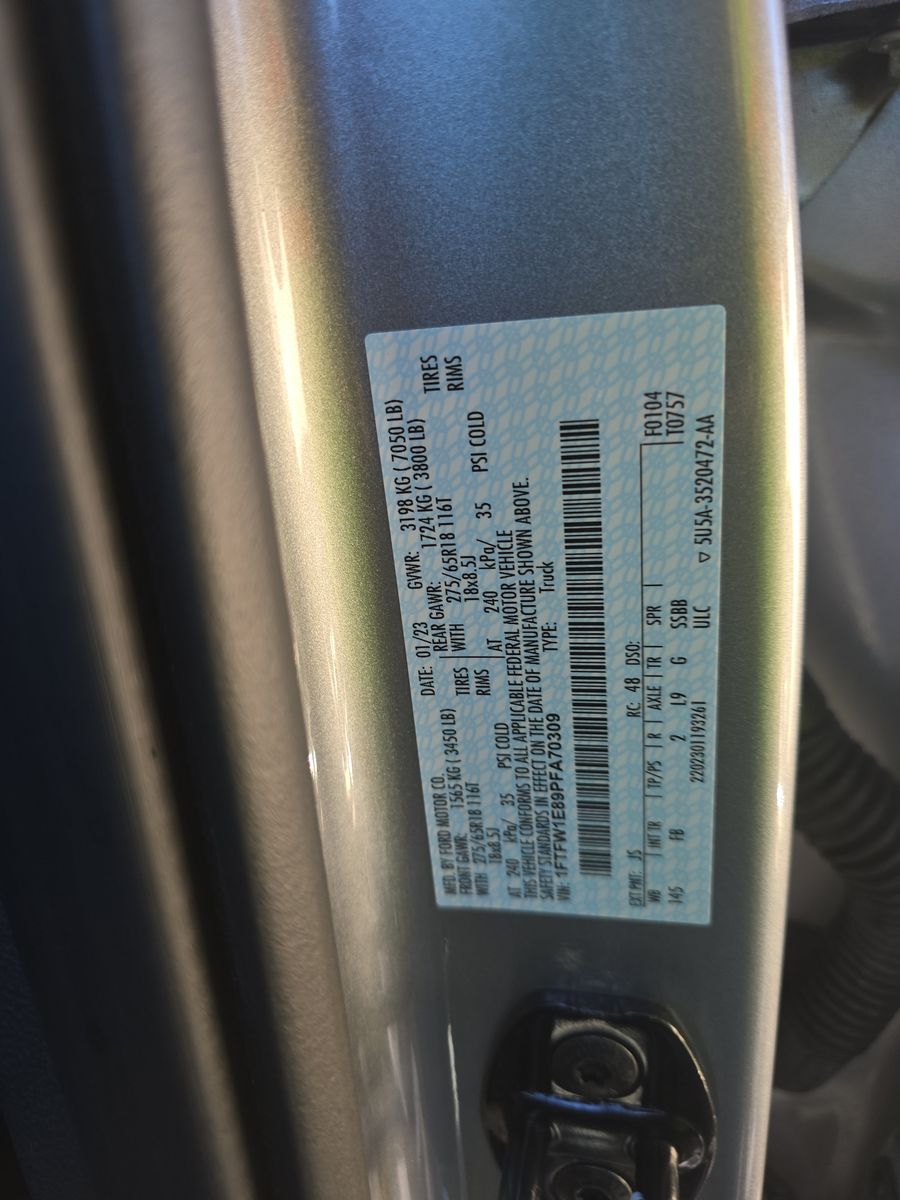 MFD. BY FORD MOTOR CO.
DATE: 01/23 GVWR: 3198 KG ( 7050 LB)
FRONT GAWR: 1565 KG ( 3450 LB)
REAR GAWR: 1724 KG ( 3800 LB)
WITH 275/65R18 116T TIRES
WITH 275/65R18 116T TIRES
18x8.5J RIMS
18x8.5J RIMS
AT 240 kPa/ 35 PSI COLD
AT 240 kPa/ 35 PSI COLD
THIS VEHICLE CONFORMS TO ALL APPLICABLE FEDERAL MOTOR VEHICLE
SAFETY STANDARDS IN EFFECT ON THE DATE OF MANUFACTURE SHOWN ABOVE.
VIN: 1FTFW1E89PFA70309 TYPE: Truck
EXT PNT: JS RC: 48 DSO: F0104
WB INT TR TP/PS R AXLE TR SPR T0757
145 FB 2 L9 G SSBB
220230119326I ULC ▽ 5U5A-3520472-AA